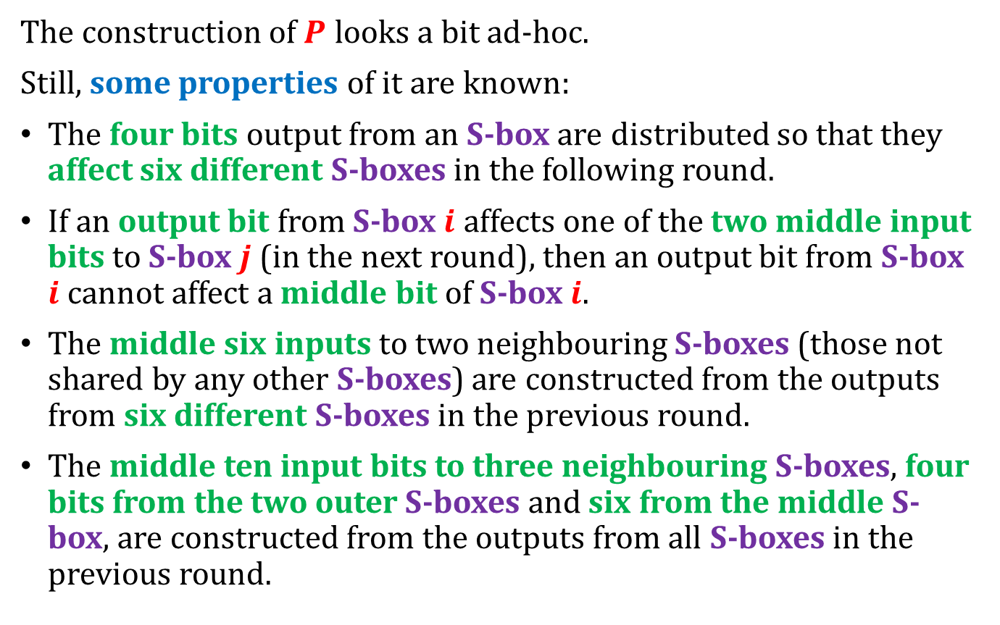 The construction of P looks a bit ad-hoc.
Still, some properties of it are known:
• The four bits output from an S-box are distributed so that they
affect six different S-boxes in the following round.
• If an output bit from S-box i affects one of the two middle input
bits to S-box j (in the next round), then an output bit from S-box
i cannot affect a middle bit of S-box i.
• The middle six inputs to two neighbouring S-boxes (those not
shared by any other S-boxes) are constructed from the outputs
from six different S-boxes in the previous round.
• The middle ten input bits to three neighbouring S-boxes, four
bits from the two outer S-boxes and six from the middle S-
box, are constructed from the outputs from all S-boxes in the
previous round.